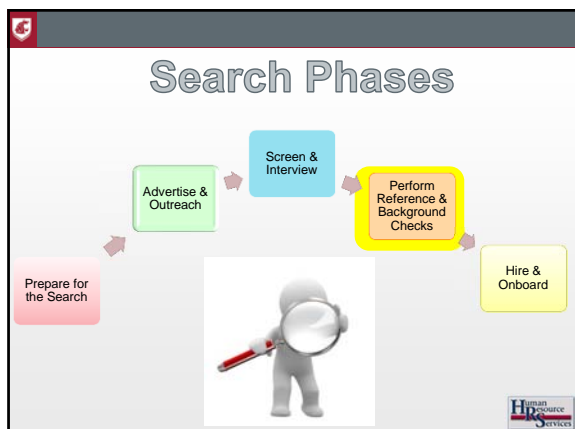 Search Phases
Prepare for
the Search
Advertise &
Outreach
Screen &
Interview
Perform
Reference &
Background
Checks
Hire &
Onboard
Human
Resource
Services